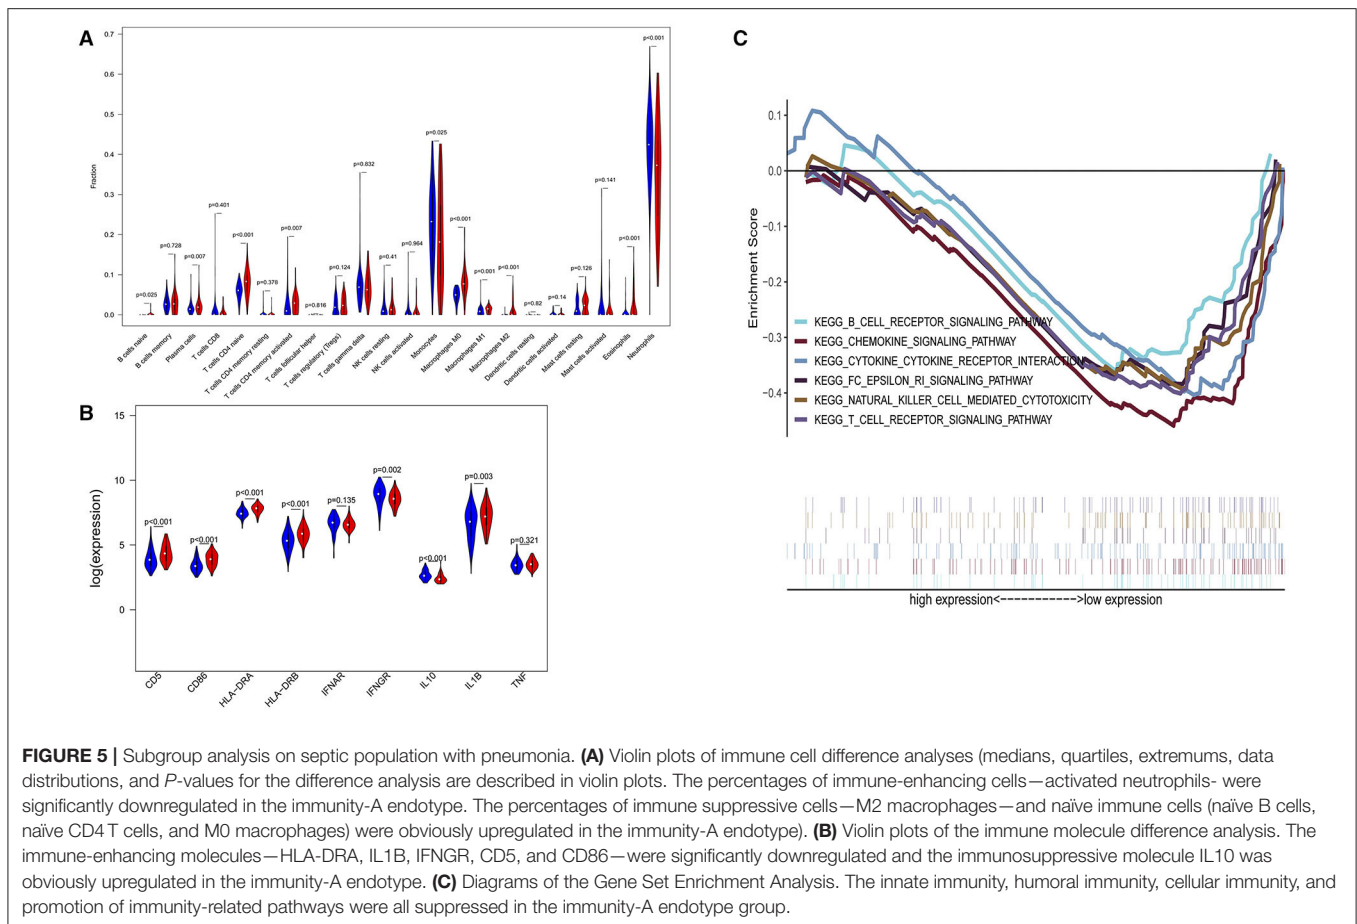 A
Fraction
0.7
0.6
0.5
0.4
0.3
0.2
0.1
0.0
p=0.025
p=0.728
p=0.007
p=0.401
p<0.001
p=0.378
p=0.007
p=0.816
p=0.124
p=0.832
p=0.41
p=0.964
p=0.025
p<0.001
p=0.001
p<0.001
p=0.82
p=0.14
p=0.126
p=0.141
p=0.001
p<0.001
B cells naive
B cells memory
Plasma cells
T cells CD8
T cells CD4 naive
T cells CD4 memory resting
T cells CD4 memory activated
T cells follicular helper
T cells regulatory (Tregs)
T cells gamma delta
NK cells resting
NK cells activated
Monocytes
Macrophages M0
Macrophages M1
Macrophages M2
Dendritic cells resting
Dendritic cells activated
Mast cells resting
Mast cells activated
Eosinophils
Neutrophils
B
log(expression)
15
10
5
0
p<0.001
p<0.001
p<0.001
p<0.001
p=0.135
p=0.002
p<0.001
p=0.003
p=0.321
CD5
CD86
HLA−DRA
HLA−DRB
IFNAR
IFNGR
IL10
IL1B
TNF
C
Enrichment Score
0.1
0.0
−0.1
−0.3
−0.4
KEGG_B_CELL_RECEPTOR_SIGNALING_PATHWAY
KEGG_CHEMOKINE_SIGNALING_PATHWAY
KEGG_CYTOKINE_CYTOKINE_RECEPTOR_INTERACTION
KEGG_FC_EPSILON_RI_SIGNALING_PATHWAY
KEGG_NATURAL_KILLER_CELL_MEDIATED_CYTOTOXICITY
KEGG_T_CELL_RECEPTOR_SIGNALING_PATHWAY
high expression<------------>low expression
FIGURE 5 | Subgroup analysis on septic population with pneumonia. (A) Violin plots of immune cell difference analyses (medians, quartiles, extremums, data
distributions, and P-values for the difference analysis are described in violin plots. The percentages of immune-enhancing cells—activated neutrophils- were
significantly downregulated in the immunity-A endotype. The percentages of immune suppressive cells—M2 macrophages—and naïve immune cells (naïve B cells,
naïve CD4 T cells, and M0 macrophages) were obviously upregulated in the immunity-A endotype). (B) Violin plots of the immune molecule difference analysis. The
immune-enhancing molecules—HLA-DRA, IL1B, IFNGR, CD5, and CD86—were significantly downregulated and the immunosuppressive molecule IL10 was
obviously upregulated in the immunity-A endotype. (C) Diagrams of the Gene Set Enrichment Analysis. The innate immunity, humoral immunity, cellular immunity, and
promotion of immunity-related pathways were all suppressed in the immunity-A endotype group.